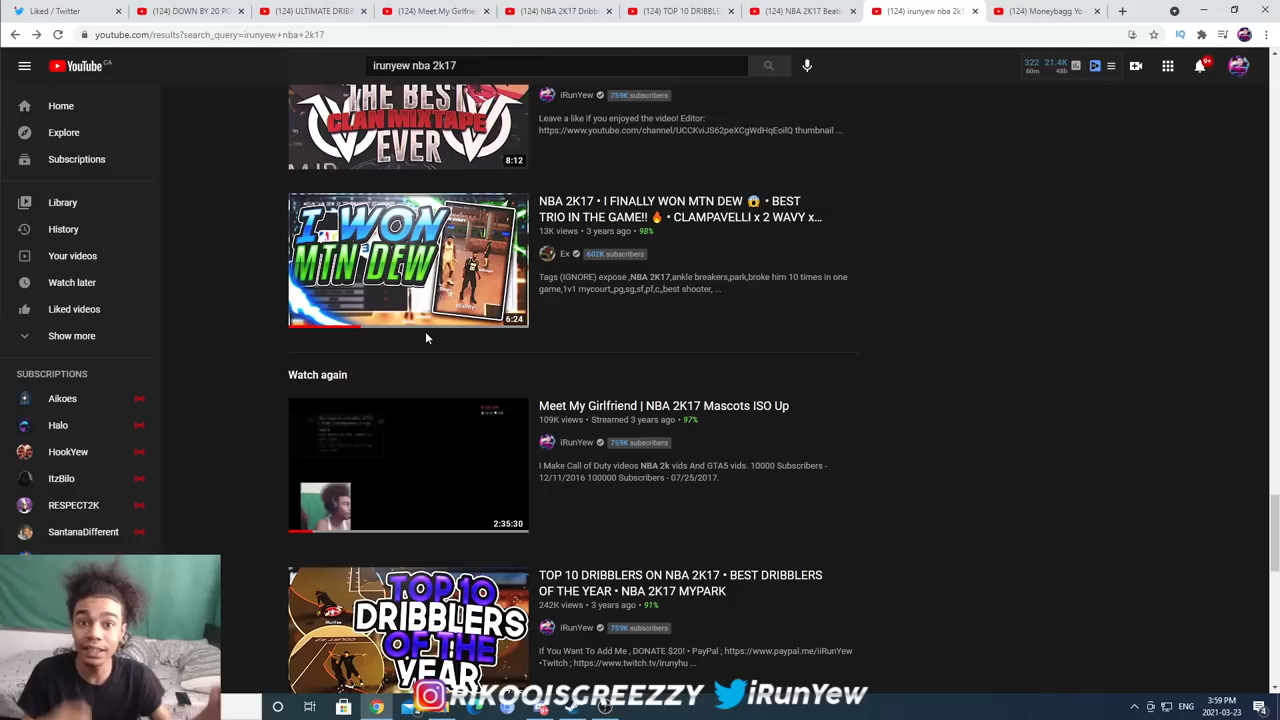 Liked / Twitter
(124) DOWN BY 20 PO
(124) ULTIMATE DRIBB
(124) Meet My Girlfrie
(124) NBA 2K17 Dribbl
(124) TOP 10 DRIBBLER
(124) NBA 2K17 Beatin
(124) irunyew nba 2k1
(124) Moneybagg Yo
youtube.com/results?search_query=irunyew+nba+2k17
YouTube CA
irunyew nba 2k17
322 21.4K
60m 48h
9+
Home
Explore
Subscriptions
Library
History
Your videos
Watch later
Liked videos
Show more
SUBSCRIPTIONS
Aikoes
Halo
HookYew
ItzBilo
RESPECT2K
SantanaDifferent
THE BEST
CLAN MIXTAPE
EVER
8:12
iRunYew 759K subscribers
Leave a like if you enjoyed the video! Editor:
https://www.youtube.com/channel/UCCKviJS62peXCgWdHqEoilQ thumbnail ...
I WON
MTN DEW
6:24
NBA 2K17 • I FINALLY WON MTN DEW 😱 • BEST
TRIO IN THE GAME!! 🔥 • CLAMPAVELLI x 2 WAVY x...
13K views • 3 years ago • 98%
Ex 602K subscribers
Tags (IGNORE) expose ,NBA 2K17,ankle breakers,park,broke him 10 times in one
game,1v1 mycourt,,pg,sg,sf,pf,c,,best shooter, ...
Watch again
2:35:30
Meet My Girlfriend | NBA 2K17 Mascots ISO Up
109K views • Streamed 3 years ago • 97%
iRunYew 759K subscribers
I Make Call of Duty videos NBA 2k vids And GTA5 vids. 10000 Subscribers -
12/11/2016 100000 Subscribers - 07/25/2017.
TOP 10
DRIBBLERS
OF THE
YEAR
TOP 10 DRIBBLERS ON NBA 2K17 • BEST DRIBBLERS
OF THE YEAR • NBA 2K17 MYPARK
242K views • 3 years ago • 91%
iRunYew 759K subscribers
If You Want To Add Me , DONATE $20! • PayPal ; https://www.paypal.me/iiRunYew
•Twitch ; https://www.twitch.tv/irunyhu ...
RIKOOISGREEZZY
iRunYew
ENG
3:59 PM
2021-03-23